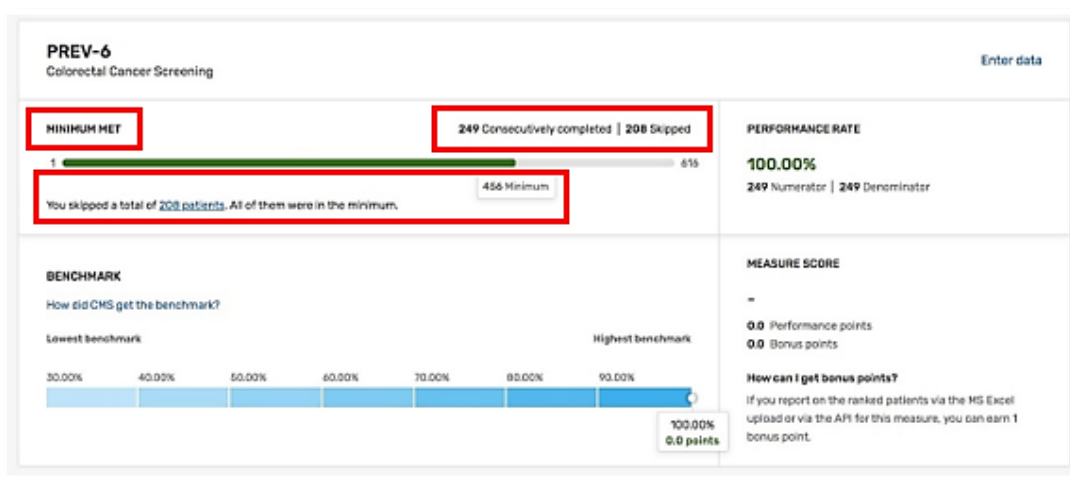 PREV-6
Colorectal Cancer Screening
Enter data
MINIMUM MET
249 Consecutively completed | 208 Skipped
1
616
456 Minimum
You skipped a total of 208 patients. All of them were in the minimum.
PERFORMANCE RATE
100.00%
249 Numerator | 249 Denominator
BENCHMARK
How did CMS get the benchmark?
Lowest benchmark
Highest benchmark
30.00% 40.00% 50.00% 60.00% 70.00% 80.00% 90.00%
100.00%
0.0 points
MEASURE SCORE
–
0.0 Performance points
0.0 Bonus points
How can I get bonus points?
If you report on the ranked patients via the MS Excel
upload or via the API for this measure, you can earn 1
bonus point.